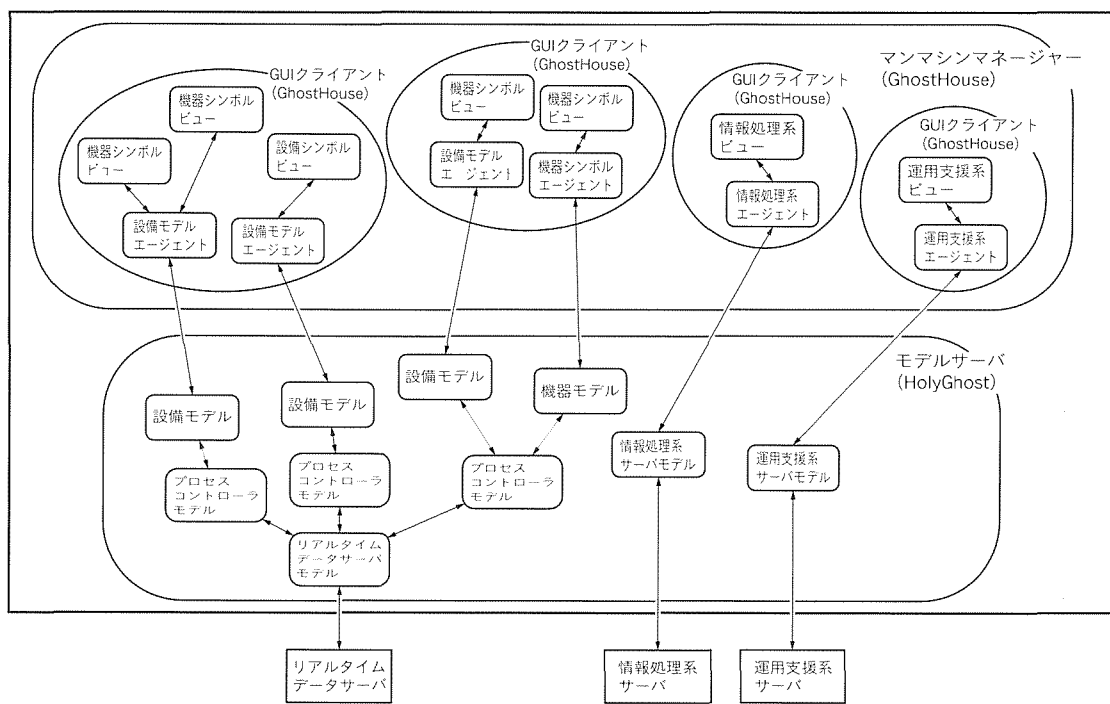 マンマシンマネージャー
(GhostHouse)
GUIクライアント
(GhostHouse)
機器シンボル
ビュー
機器シンボル
ビュー
設備シンボル
ビュー
設備モデル
エージェント
設備モデル
エージェント
GUIクライアント
(GhostHouse)
機器シンボル
ビュー
機器シンボル
ビュー
設備モデル
エージェント
機器シンボル
エージェント
GUIクライアント
(GhostHouse)
情報処理系
ビュー
情報処理系
エージェント
GUIクライアント
(GhostHouse)
運用支援系
ビュー
運用支援系
エージェント
モデルサーバ
(HolyGhost)
設備モデル
設備モデル
設備モデル
機器モデル
プロセス
コントローラ
モデル
プロセス
コントローラ
モデル
プロセス
コントローラ
モデル
情報処理系
サーバモデル
運用支援系
サーバモデル
リアルタイム
データサーバ
モデル
リアルタイム
データサーバ
情報処理系
サーバ
運用支援系
サーバ